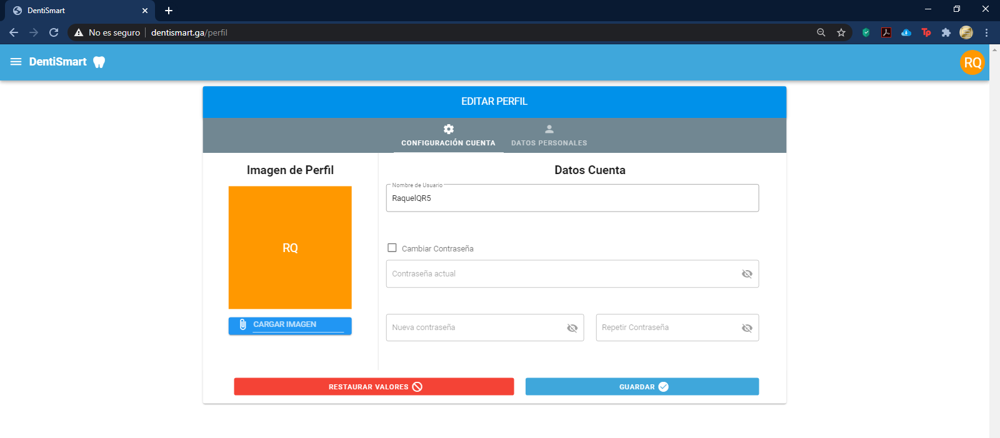 DentiSmart
No es seguro dentismart.ga/perfil
DentiSmart
RQ
EDITAR PERFIL
CONFIGURACIÓN CUENTA DATOS PERSONALES
Imagen de Perfil
RQ
CARGAR IMAGEN
Datos Cuenta
Nombre de Usuario
RaquelQR5
Cambiar Contraseña
Contraseña actual
Nueva contraseña Repetir Contraseña
RESTAURAR VALORES GUARDAR